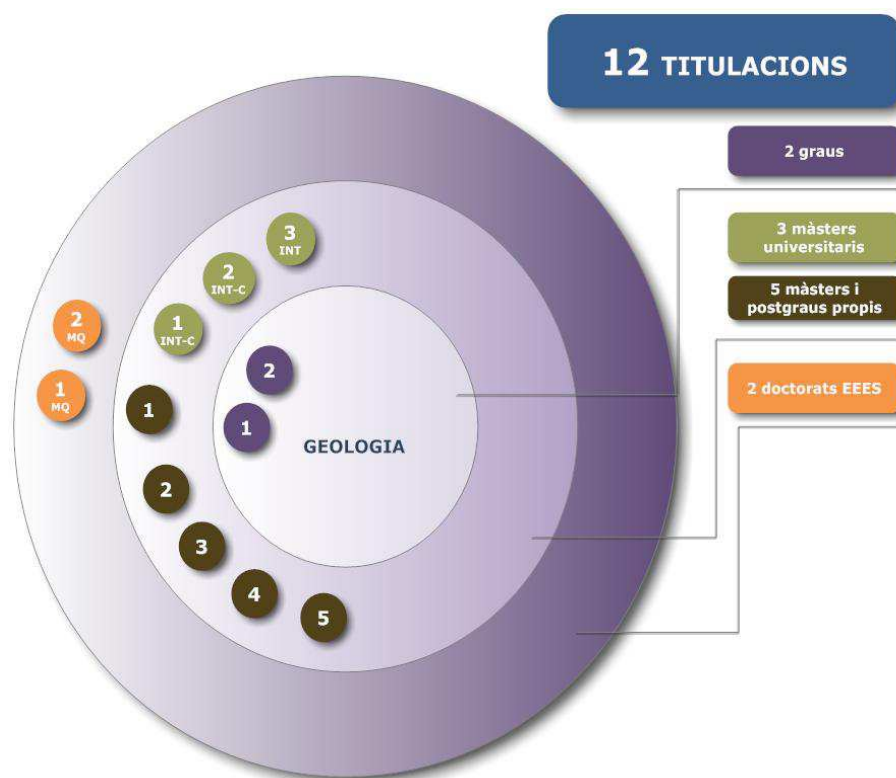 12 TITULACIONS
2 graus
3 màsters
universitaris
5 màsters i
postgraus propis
2 doctorats EEES
3
INT
2
INT-C
1
INT-C
2
MQ
1
MQ
2
1
GEOLOGIA
1
2
3
4
5